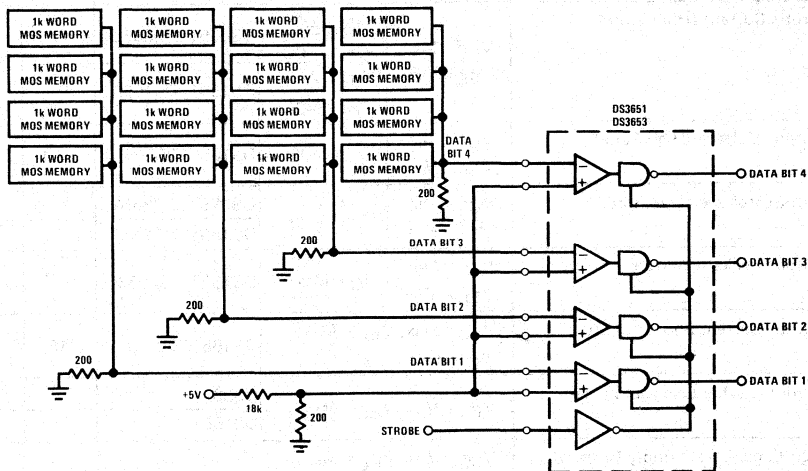 1k WORD
MOS MEMORY
1k WORD
MOS MEMORY
1k WORD
MOS MEMORY
1k WORD
MOS MEMORY
1k WORD
MOS MEMORY
1k WORD
MOS MEMORY
1k WORD
MOS MEMORY
1k WORD
MOS MEMORY
1k WORD
MOS MEMORY
1k WORD
MOS MEMORY
1k WORD
MOS MEMORY
1k WORD
MOS MEMORY
1k WORD
MOS MEMORY
1k WORD
MOS MEMORY
1k WORD
MOS MEMORY
1k WORD
MOS MEMORY
DS3651
DS3653
DATA
BIT 4
200
− +
DATA BIT 4
200
DATA BIT 3
− +
DATA BIT 3
200
DATA BIT 2
− +
DATA BIT 2
200
DATA BIT 1
− +
DATA BIT 1
+5V
18k
200
STROBE